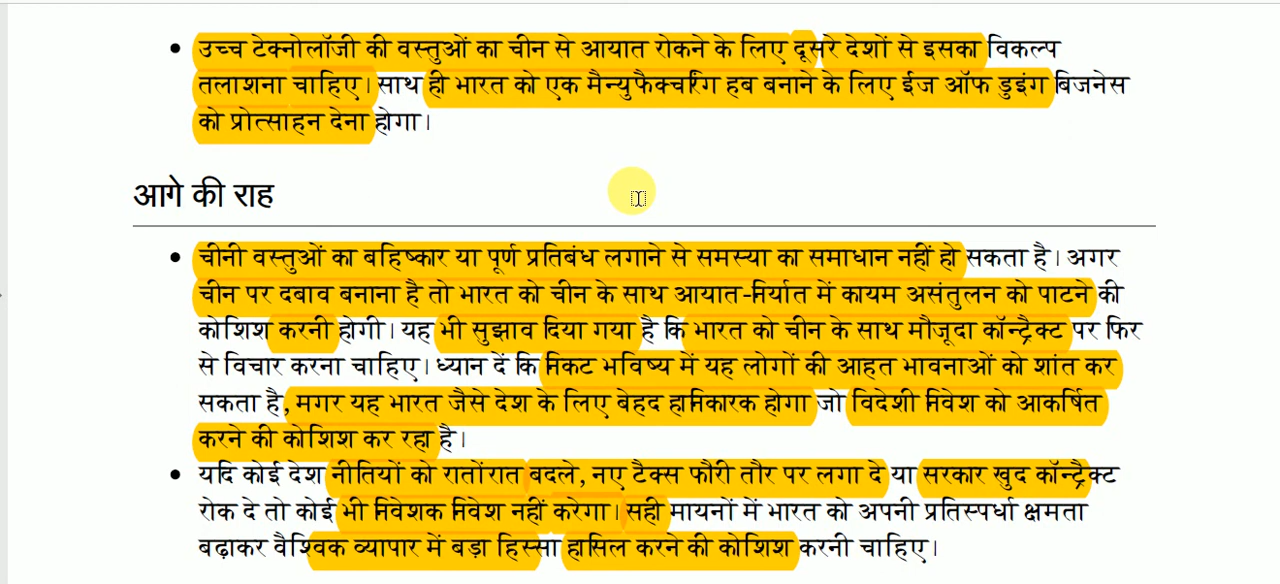 उच्च टेक्नोलॉजी की वस्तुओं का चीन से आयात रोकने के लिए दूसरे देशों से इसका विकल्प
तलाशना चाहिए। साथ ही भारत को एक मैन्युफैक्चरिंग हब बनाने के लिए ईज ऑफ डुइंग बिजनेस
को प्रोत्साहन देना होगा।
आगे की राह
चीनी वस्तुओं का बहिष्कार या पूर्ण प्रतिबंध लगाने से समस्या का समाधान नहीं हो सकता है। अगर
चीन पर दबाव बनाना है तो भारत को चीन के साथ आयात-निर्यात में कायम असंतुलन को पाटने की
कोशिश करनी होगी। यह भी सुझाव दिया गया है कि भारत को चीन के साथ मौजूदा कॉन्ट्रैक्ट पर फिर
से विचार करना चाहिए। ध्यान दें कि निकट भविष्य में यह लोगों की आहत भावनाओं को शांत कर
सकता है, मगर यह भारत जैसे देश के लिए बेहद हानिकारक होगा जो विदेशी निवेश को आकर्षित
करने की कोशिश कर रहा है।
यदि कोई देश नीतियों को रातोंरात बदले, नए टैक्स फौरी तौर पर लगा दे या सरकार खुद कॉन्ट्रैक्ट
रोक दे तो कोई भी निवेशक निवेश नहीं करेगा। सही मायनों में भारत को अपनी प्रतिस्पर्धा क्षमता
बढ़ाकर वैश्विक व्यापार में बड़ा हिस्सा हासिल करने की कोशिश करनी चाहिए।